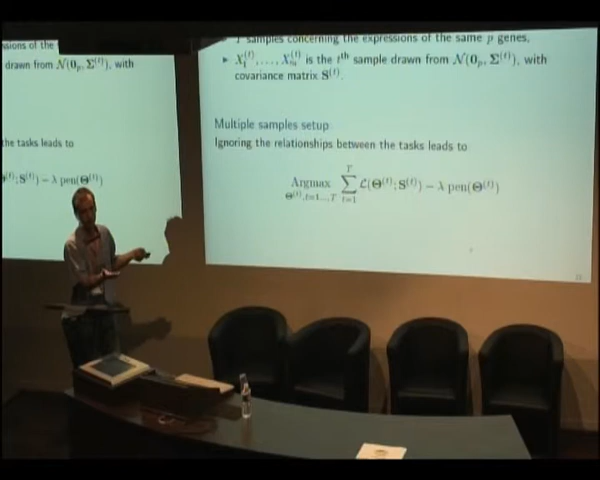 sions of the
drawn from N(0_p, Σ^(t)), with
the tasks leads to
; S^(t)) − λ pen(Θ^(t))
T samples concerning the expressions of the same p genes,
▸ X_1^(t), . . . , X_{n_t}^(t) is the t^th sample drawn from N(0_p, Σ^(t)), with
covariance matrix S^(t).
Multiple samples setup
Ignoring the relationships between the tasks leads to
Argmax_{Θ^(t), t=1...,T} ∑_{t=1}^{T} L(Θ^(t); S^(t)) − λ pen(Θ^(t))